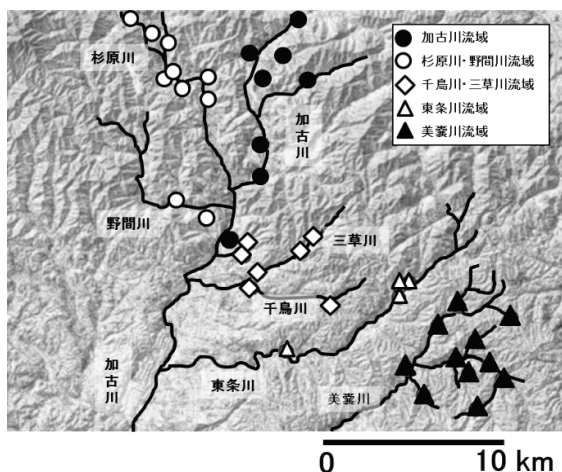 加古川流域
杉原川・野間川流域
千鳥川・三草川流域
東条川流域
美嚢川流域
杉原川
加古川
野間川
三草川
千鳥川
加古川
東条川
美嚢川
0 10 km